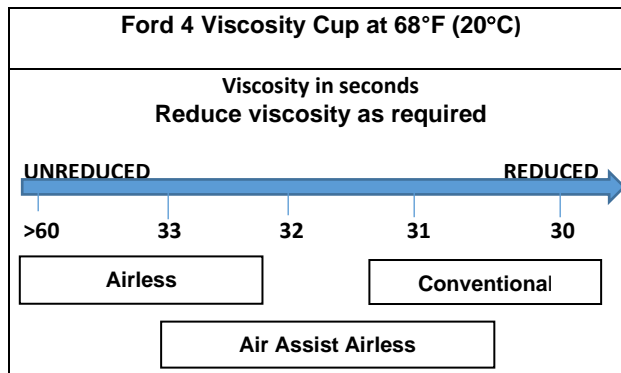 Ford 4 Viscosity Cup at 68°F (20°C)
Viscosity in seconds
Reduce viscosity as required
UNREDUCED REDUCED
>60 33 32 31 30
Airless Conventional
Air Assist Airless